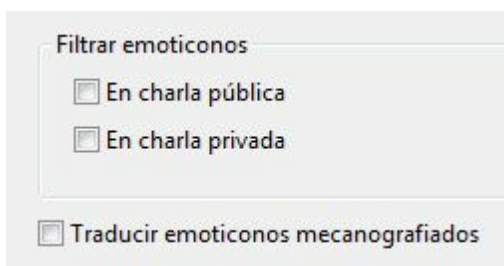 Filtrar emoticonos
En charla pública
En charla privada
Traducir emoticonos mecanografiados